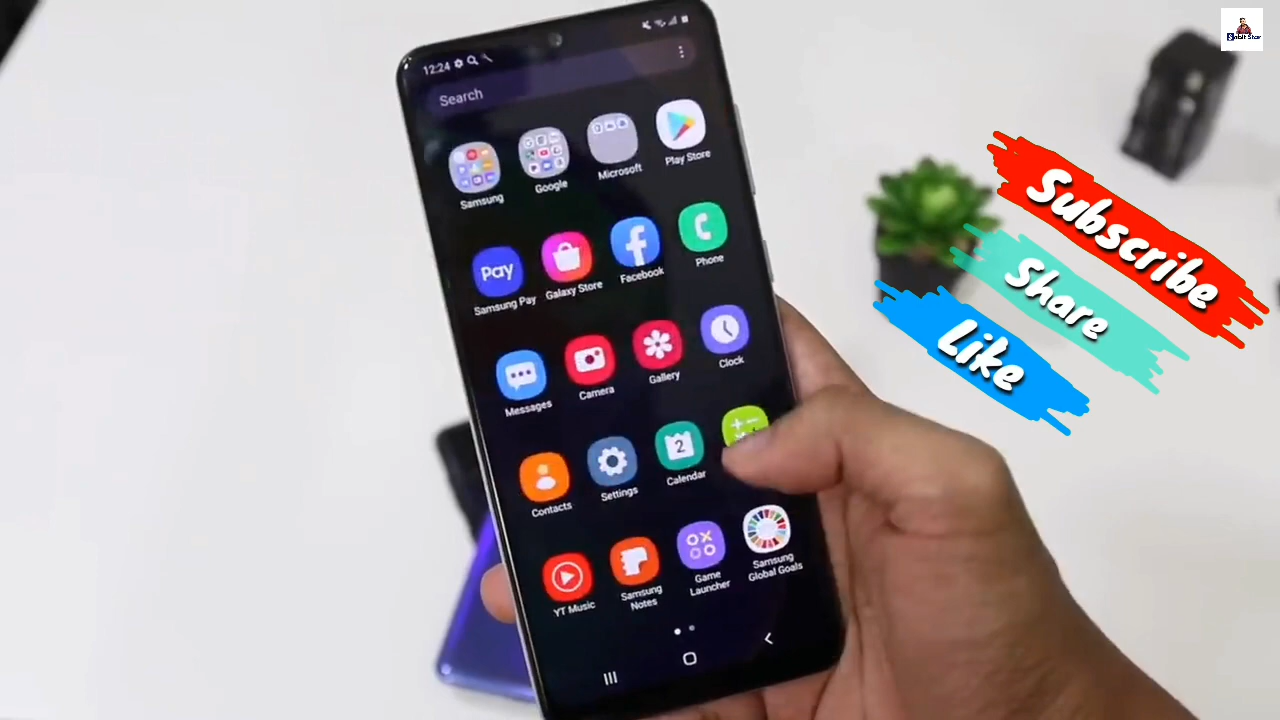 12:24
Search
Samsung
Google
Microsoft
Play Store
Pay
Samsung Pay
Galaxy Store
Facebook
Phone
Messages
Camera
Gallery
Clock
Contacts
Settings
2
Calendar
YT Music
Samsung
Notes
Game
Launcher
Samsung
Global Goals
Subscribe
Share
Like